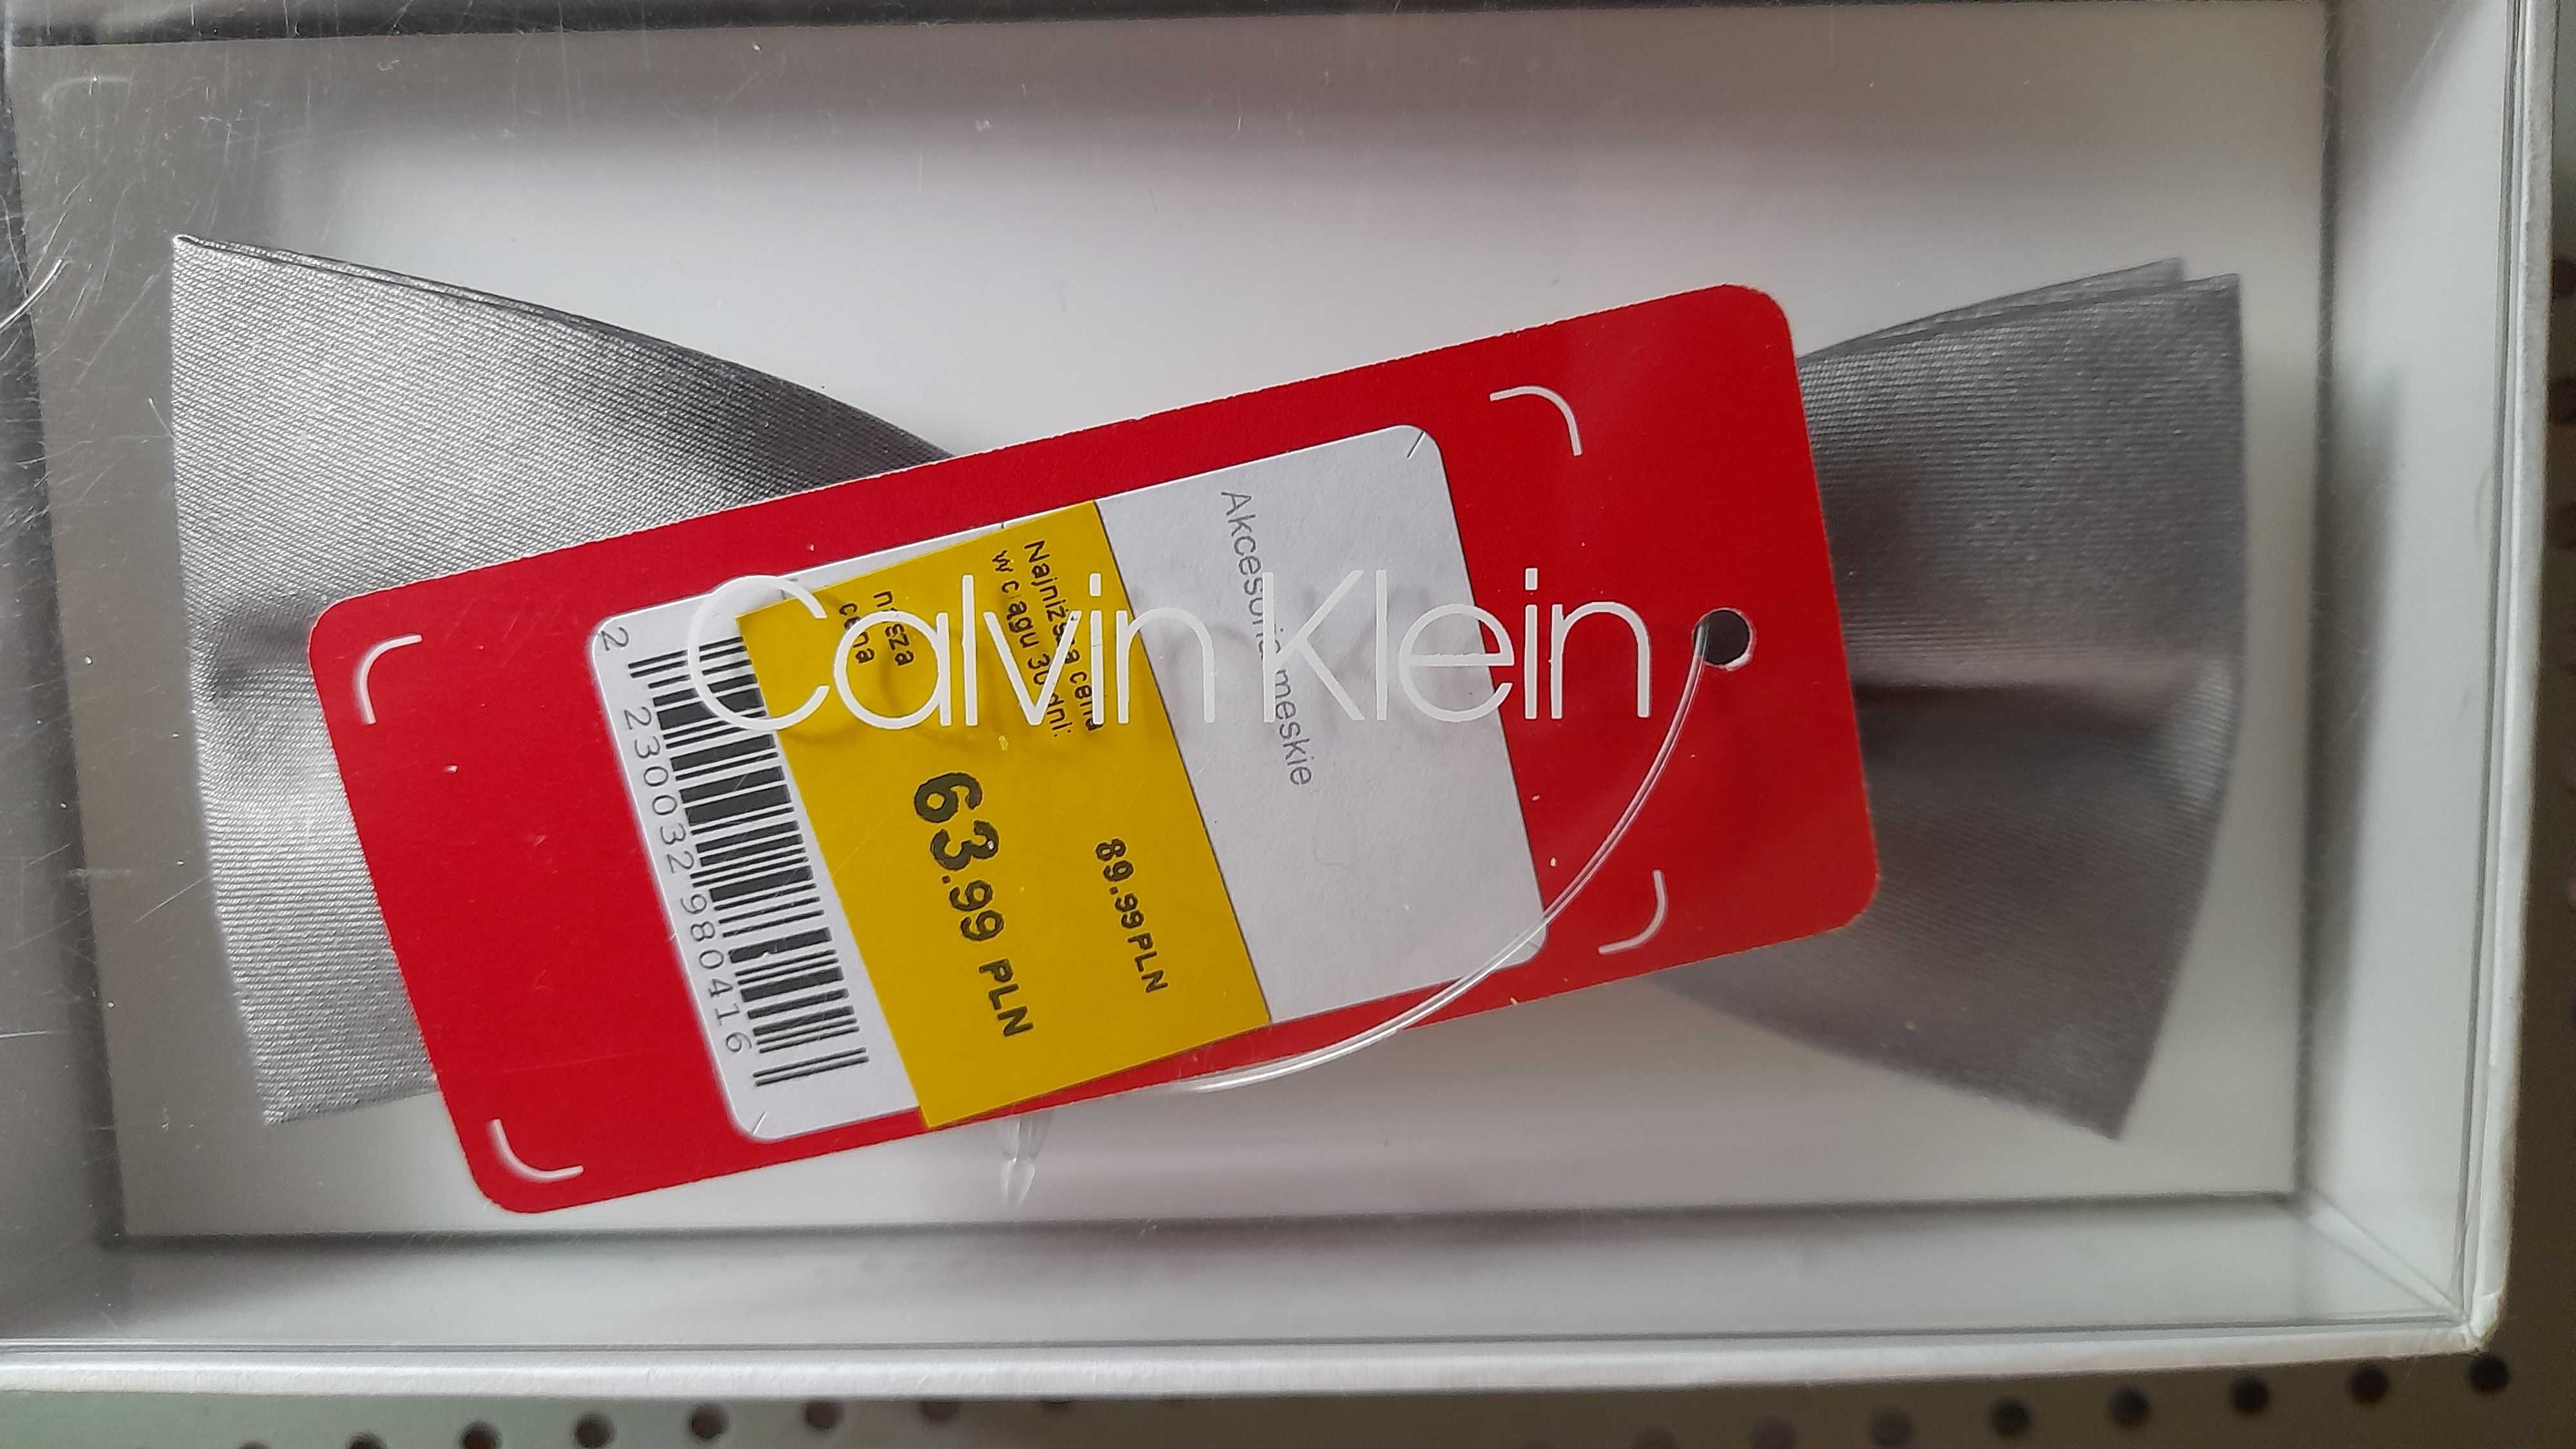 Calvin Klein
Akcesoria męskie
Najniższa cena
w ciągu 30 dni:
89.99 PLN
nasza
cena
63.99 PLN
2 230032 980416